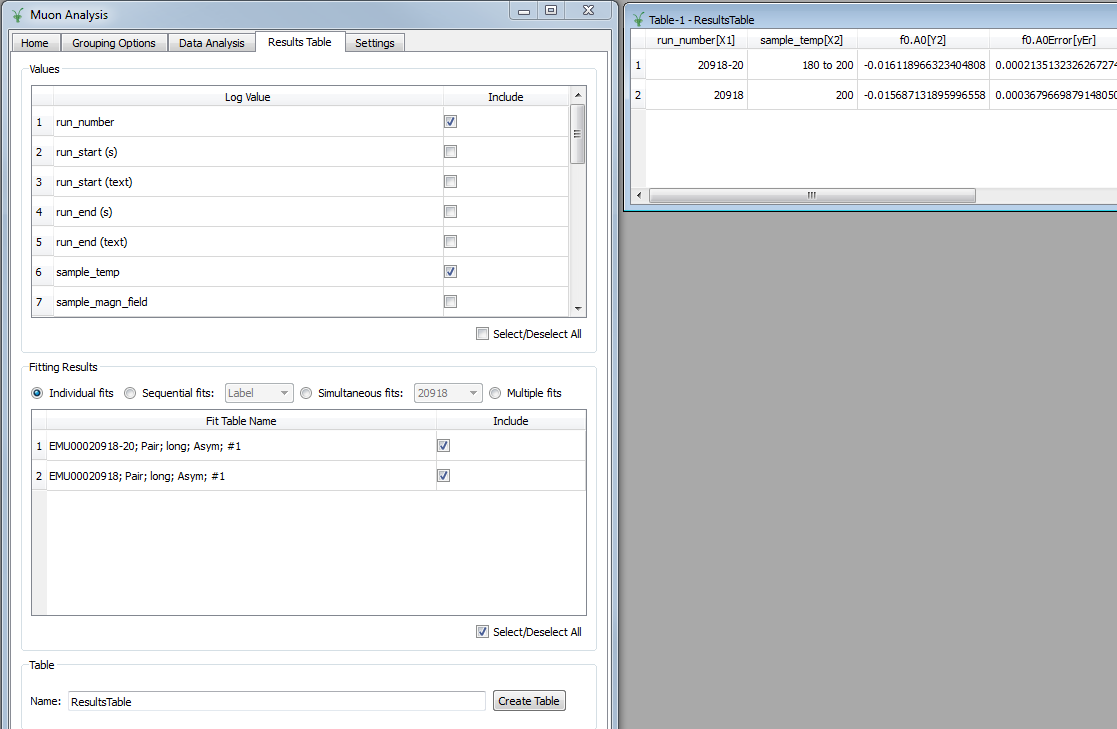 Muon Analysis
Home Grouping Options Data Analysis Results Table Settings
Values
Log Value Include
1 run_number
2 run_start (s)
3 run_start (text)
4 run_end (s)
5 run_end (text)
6 sample_temp
7 sample_magn_field
Select/Deselect All
Fitting Results
Individual fits Sequential fits: Label Simultaneous fits: 20918 Multiple fits
Fit Table Name Include
1 EMU00020918-20; Pair; long; Asym; #1
2 EMU00020918; Pair; long; Asym; #1
Select/Deselect All
Table
Name: ResultsTable Create Table
Table-1 - ResultsTable
run_number[X1] sample_temp[X2] f0.A0[Y2] f0.A0Error[yEr]
1 20918-20 180 to 200 -0.016118966323404808 0.0002135132326267274
2 20918 200 -0.015687131895996558 0.0003679669879148050